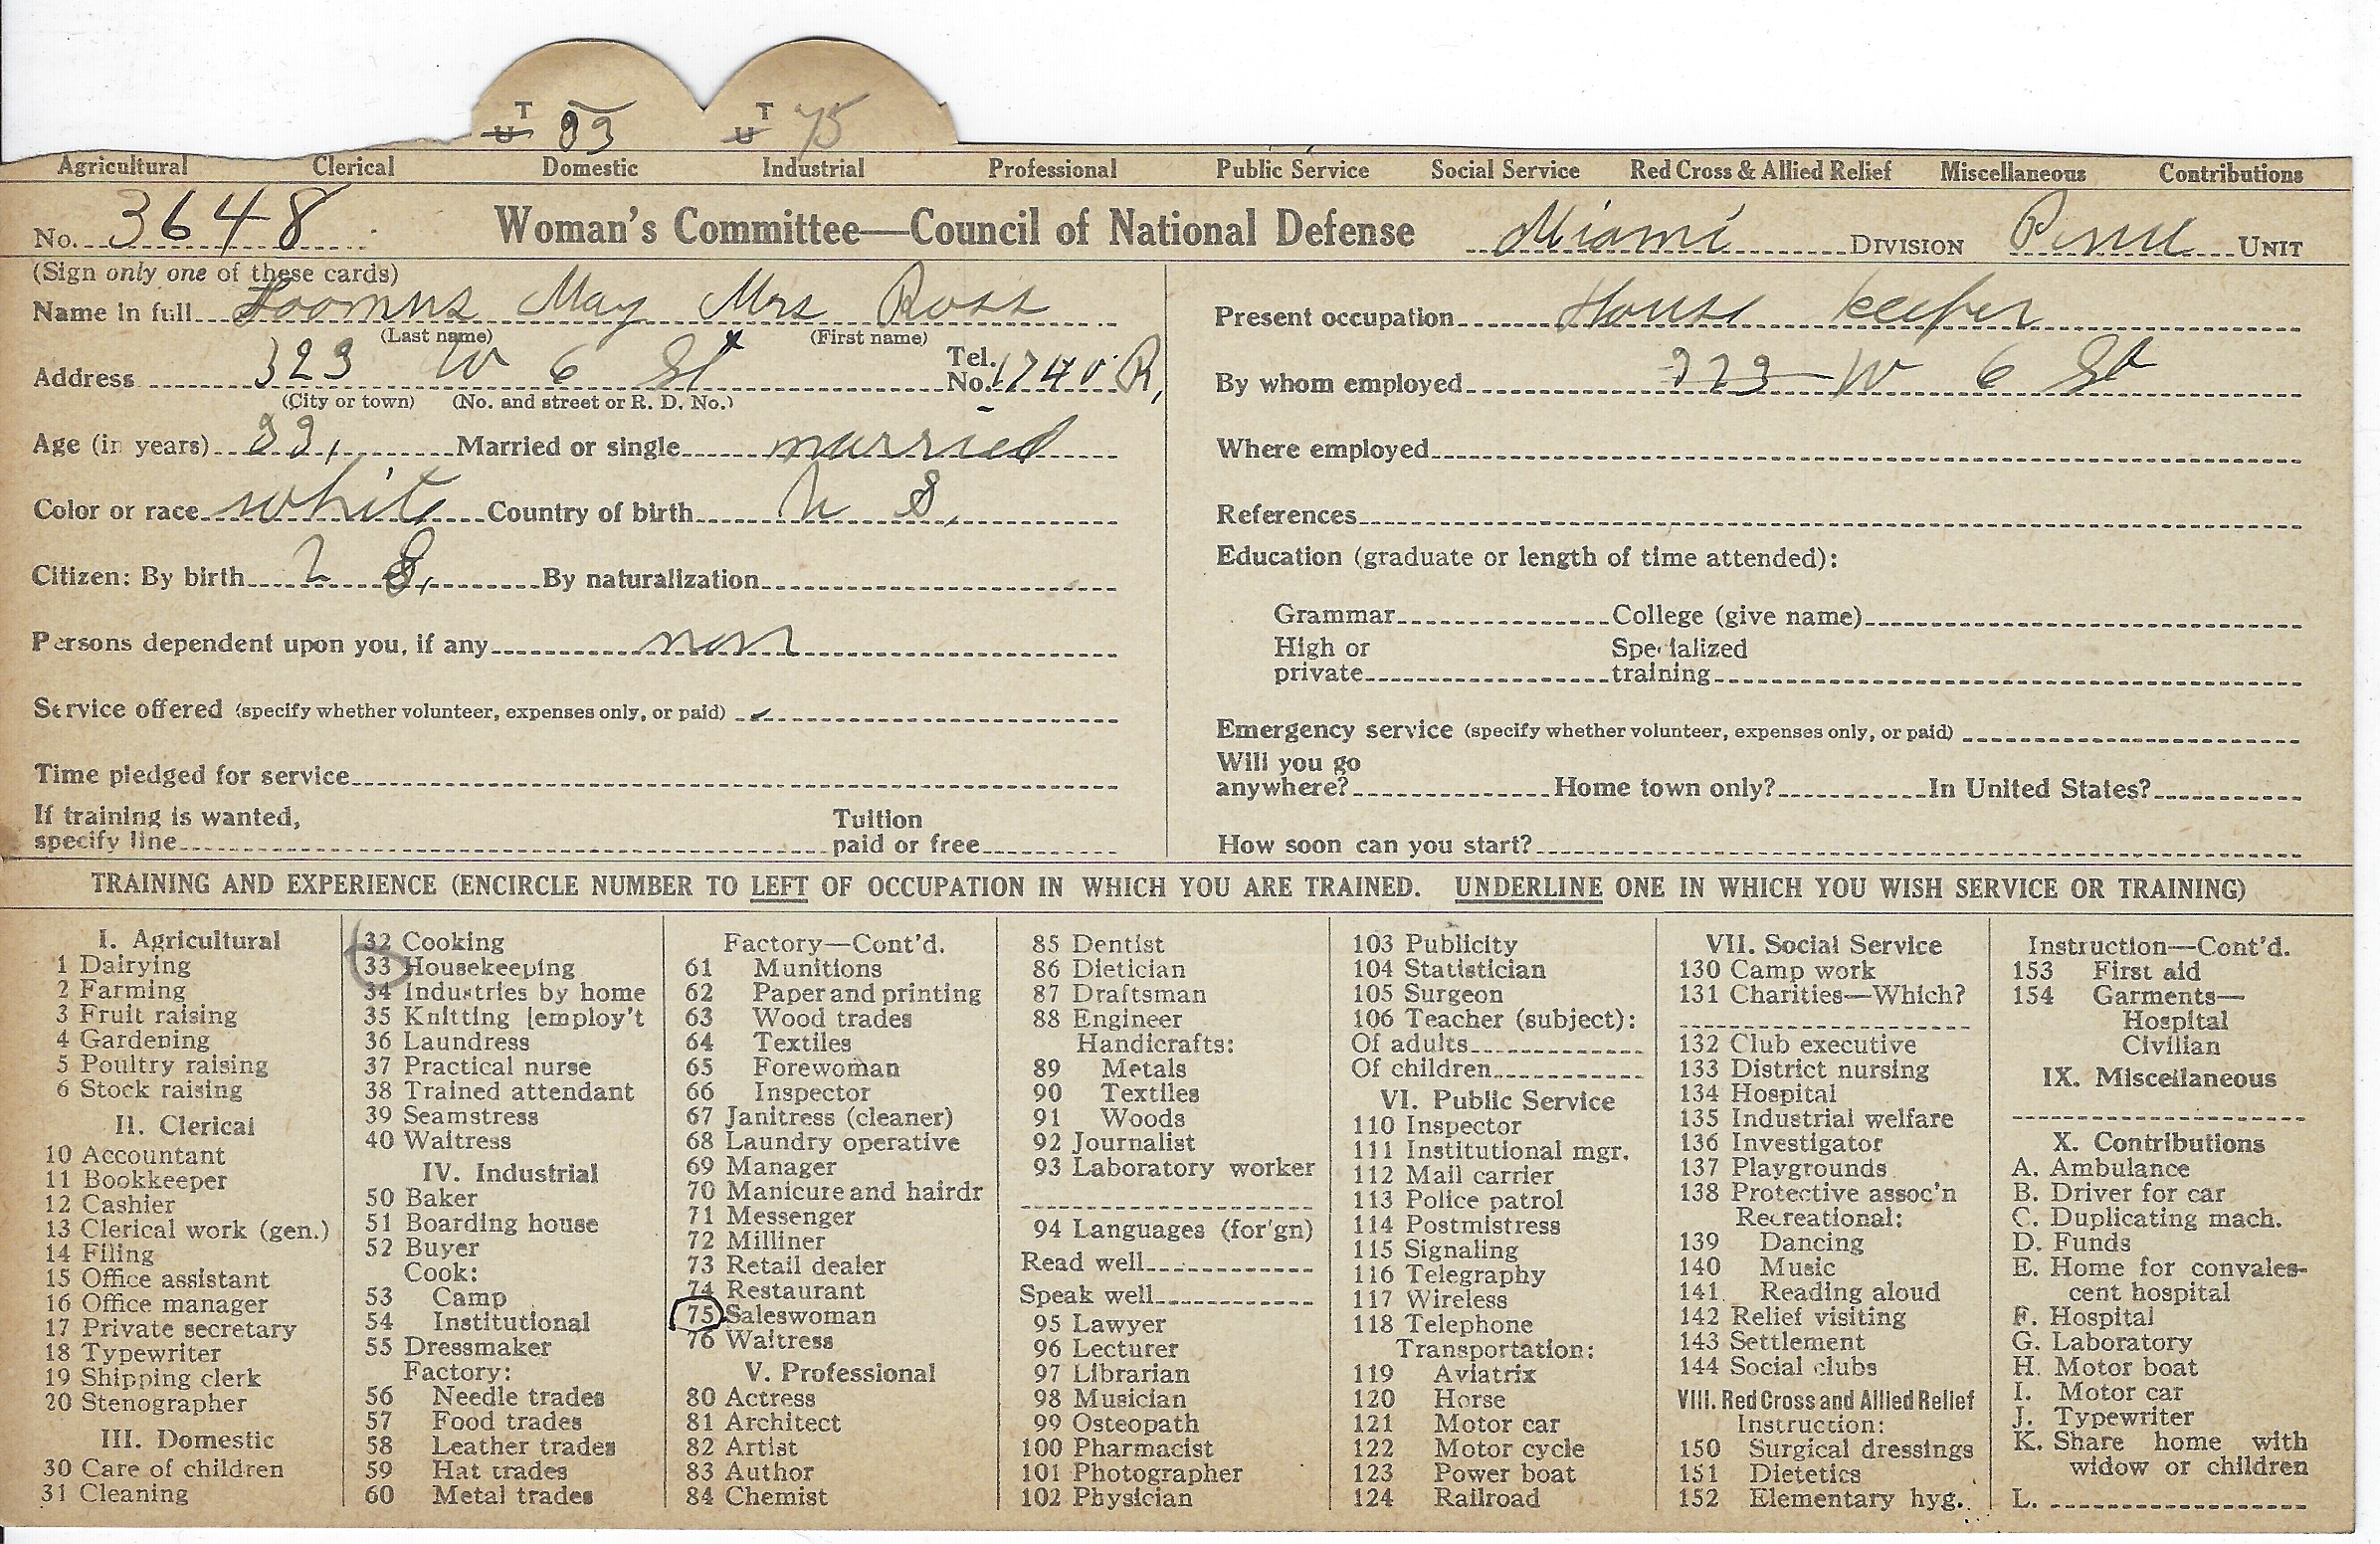 T T
U 33 U 75
Agricultural Clerical Domestic Industrial Professional Public Service Social Service Red Cross & Allied Relief Miscellaneous Contributions
No. 3648 Woman's Committee—Council of National Defense Miami DIVISION Peru UNIT
(Sign only one of these cards)
Name in full May Mrs Ross
(Last name) (First name)
Address 323 W 6 St Tel. No. 1740 R,
(City or town) (No. and street or R. D. No.)
Age (in years) 33, Married or single married
Color or race white Country of birth U S,
Citizen: By birth S, By naturalization
Persons dependent upon you, if any non
Service offered (specify whether volunteer, expenses only, or paid)
Time pledged for service
If training is wanted, specify line Tuition paid or free
Present occupation House keeper
By whom employed 323 W 6 St
Where employed
References
Education (graduate or length of time attended):
Grammar College (give name)
High or private Specialized training
Emergency service (specify whether volunteer, expenses only, or paid)
Will you go anywhere? Home town only? In United States?
How soon can you start?
TRAINING AND EXPERIENCE (ENCIRCLE NUMBER TO LEFT OF OCCUPATION IN WHICH YOU ARE TRAINED. UNDERLINE ONE IN WHICH YOU WISH SERVICE OR TRAINING)
I. Agricultural
1 Dairying
2 Farming
3 Fruit raising
4 Gardening
5 Poultry raising
6 Stock raising
II. Clerical
10 Accountant
11 Bookkeeper
12 Cashier
13 Clerical work (gen.)
14 Filing
15 Office assistant
16 Office manager
17 Private secretary
18 Typewriter
19 Shipping clerk
20 Stenographer
III. Domestic
30 Care of children
31 Cleaning
32 Cooking
33 Housekeeping
34 Industries by home
35 Knitting [employ't
36 Laundress
37 Practical nurse
38 Trained attendant
39 Seamstress
40 Waitress
IV. Industrial
50 Baker
51 Boarding house
52 Buyer
Cook:
53 Camp
54 Institutional
55 Dressmaker
Factory:
56 Needle trades
57 Food trades
58 Leather trades
59 Hat trades
60 Metal trades
Factory—Cont'd.
61 Munitions
62 Paper and printing
63 Wood trades
64 Textiles
65 Forewoman
66 Inspector
67 Janitress (cleaner)
68 Laundry operative
69 Manager
70 Manicure and hairdr
71 Messenger
72 Milliner
73 Retail dealer
74 Restaurant
75 Saleswoman
76 Waitress
V. Professional
80 Actress
81 Architect
82 Artist
83 Author
84 Chemist
85 Dentist
86 Dietician
87 Draftsman
88 Engineer
Handicrafts:
89 Metals
90 Textiles
91 Woods
92 Journalist
93 Laboratory worker
94 Languages (for'gn)
Read well
Speak well
95 Lawyer
96 Lecturer
97 Librarian
98 Musician
99 Osteopath
100 Pharmacist
101 Photographer
102 Physician
103 Publicity
104 Statistician
105 Surgeon
106 Teacher (subject):
Of adults
Of children
VI. Public Service
110 Inspector
111 Institutional mgr.
112 Mail carrier
113 Police patrol
114 Postmistress
115 Signaling
116 Telegraphy
117 Wireless
118 Telephone
Transportation:
119 Aviatrix
120 Horse
121 Motor car
122 Motor cycle
123 Power boat
124 Railroad
VII. Social Service
130 Camp work
131 Charities—Which?
132 Club executive
133 District nursing
134 Hospital
135 Industrial welfare
136 Investigator
137 Playgrounds
138 Protective assoc'n
Recreational:
139 Dancing
140 Music
141 Reading aloud
142 Relief visiting
143 Settlement
144 Social clubs
VIII. Red Cross and Allied Relief
Instruction:
150 Surgical dressings
151 Dietetics
152 Elementary hyg.
Instruction—Cont'd.
153 First aid
154 Garments—
Hospital
Civilian
IX. Miscellaneous
X. Contributions
A. Ambulance
B. Driver for car
C. Duplicating mach.
D. Funds
E. Home for convales-
cent hospital
F. Hospital
G. Laboratory
H. Motor boat
I. Motor car
J. Typewriter
K. Share home with
widow or children
L.